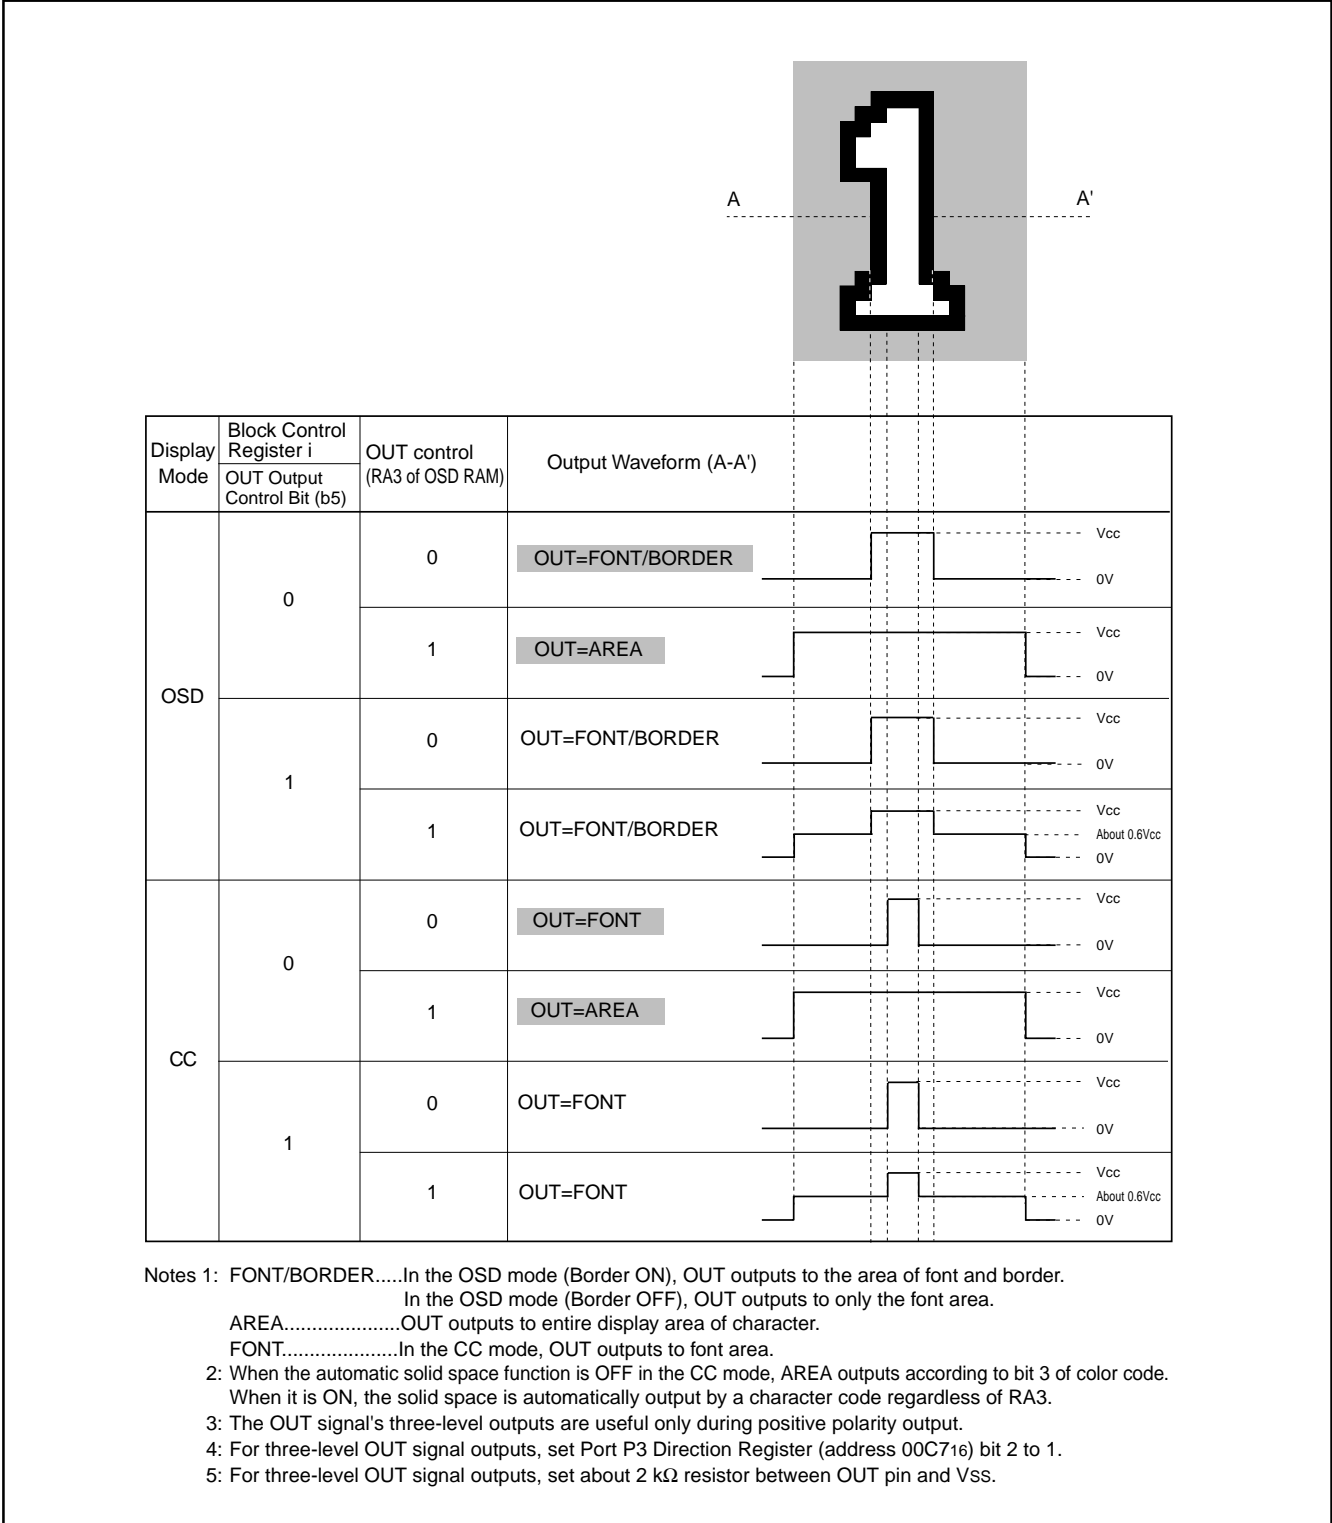 A A'
Display Mode
Block Control Register i
OUT Output Control Bit (b5)
OUT control (RA3 of OSD RAM)
Output Waveform (A-A')
OSD
0
0
OUT=FONT/BORDER
Vcc
0V
1
OUT=AREA
Vcc
0V
1
0
OUT=FONT/BORDER
Vcc
0V
1
OUT=FONT/BORDER
Vcc
About 0.6Vcc
0V
CC
0
0
OUT=FONT
Vcc
0V
1
OUT=AREA
Vcc
0V
1
0
OUT=FONT
Vcc
0V
1
OUT=FONT
Vcc
About 0.6Vcc
0V
Notes 1: FONT/BORDER.....In the OSD mode (Border ON), OUT outputs to the area of font and border.
In the OSD mode (Border OFF), OUT outputs to only the font area.
AREA.....................OUT outputs to entire display area of character.
FONT.....................In the CC mode, OUT outputs to font area.
2: When the automatic solid space function is OFF in the CC mode, AREA outputs according to bit 3 of color code.
When it is ON, the solid space is automatically output by a character code regardless of RA3.
3: The OUT signal's three-level outputs are useful only during positive polarity output.
4: For three-level OUT signal outputs, set Port P3 Direction Register (address 00C716) bit 2 to 1.
5: For three-level OUT signal outputs, set about 2 kΩ resistor between OUT pin and VSS.